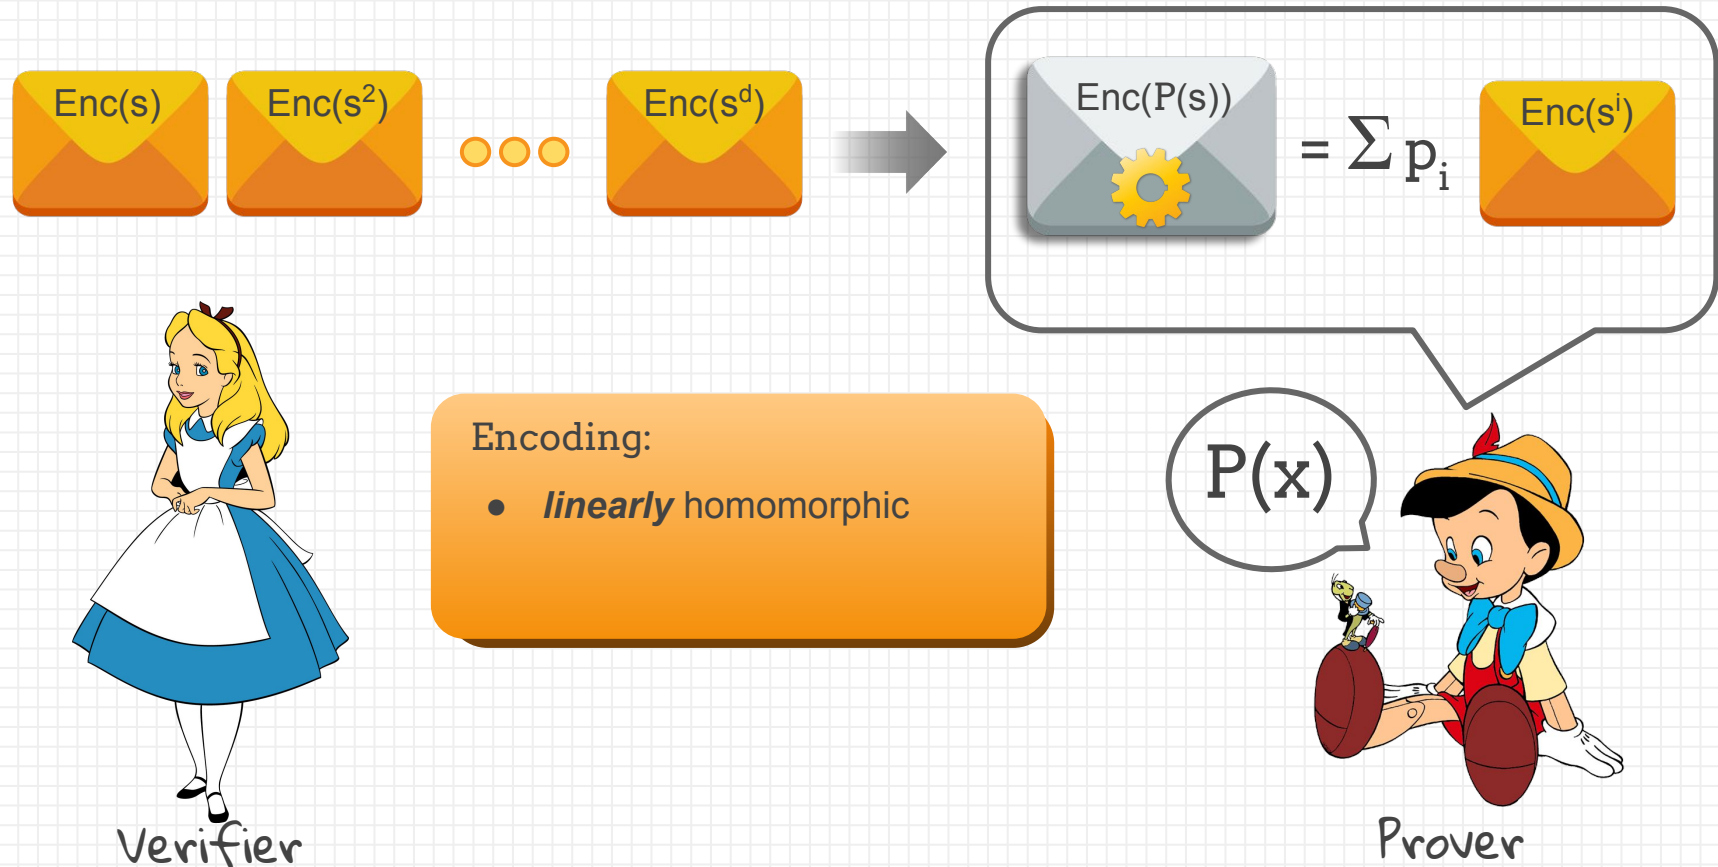 Enc(s)
Enc(s²)
Enc(sᵈ)
Enc(P(s))
= Σ pᵢ
Enc(sⁱ)
Encoding:
● linearly homomorphic
P(x)
Verifier
Prover